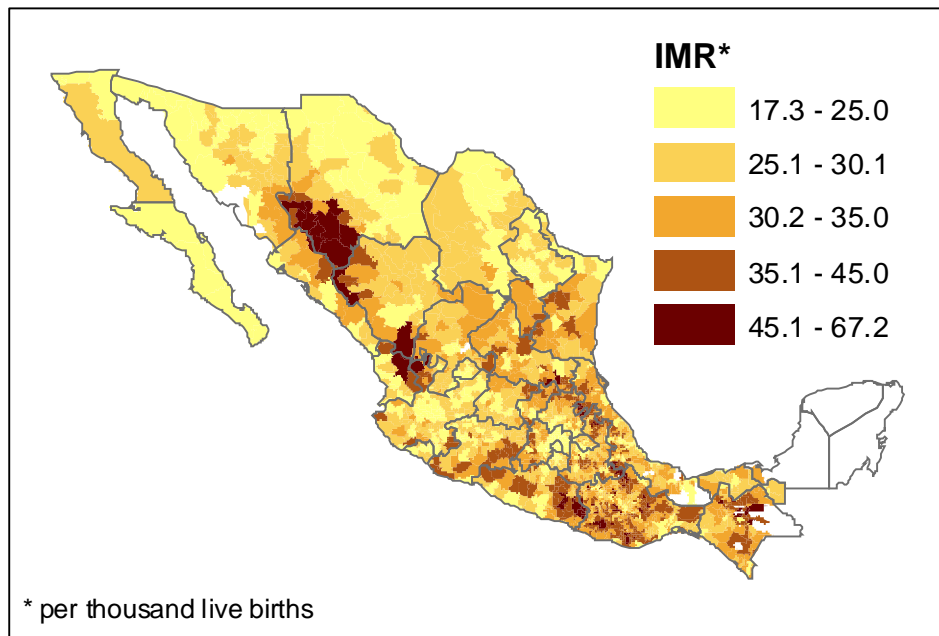 IMR*
17.3 - 25.0
25.1 - 30.1
30.2 - 35.0
35.1 - 45.0
45.1 - 67.2
* per thousand live births